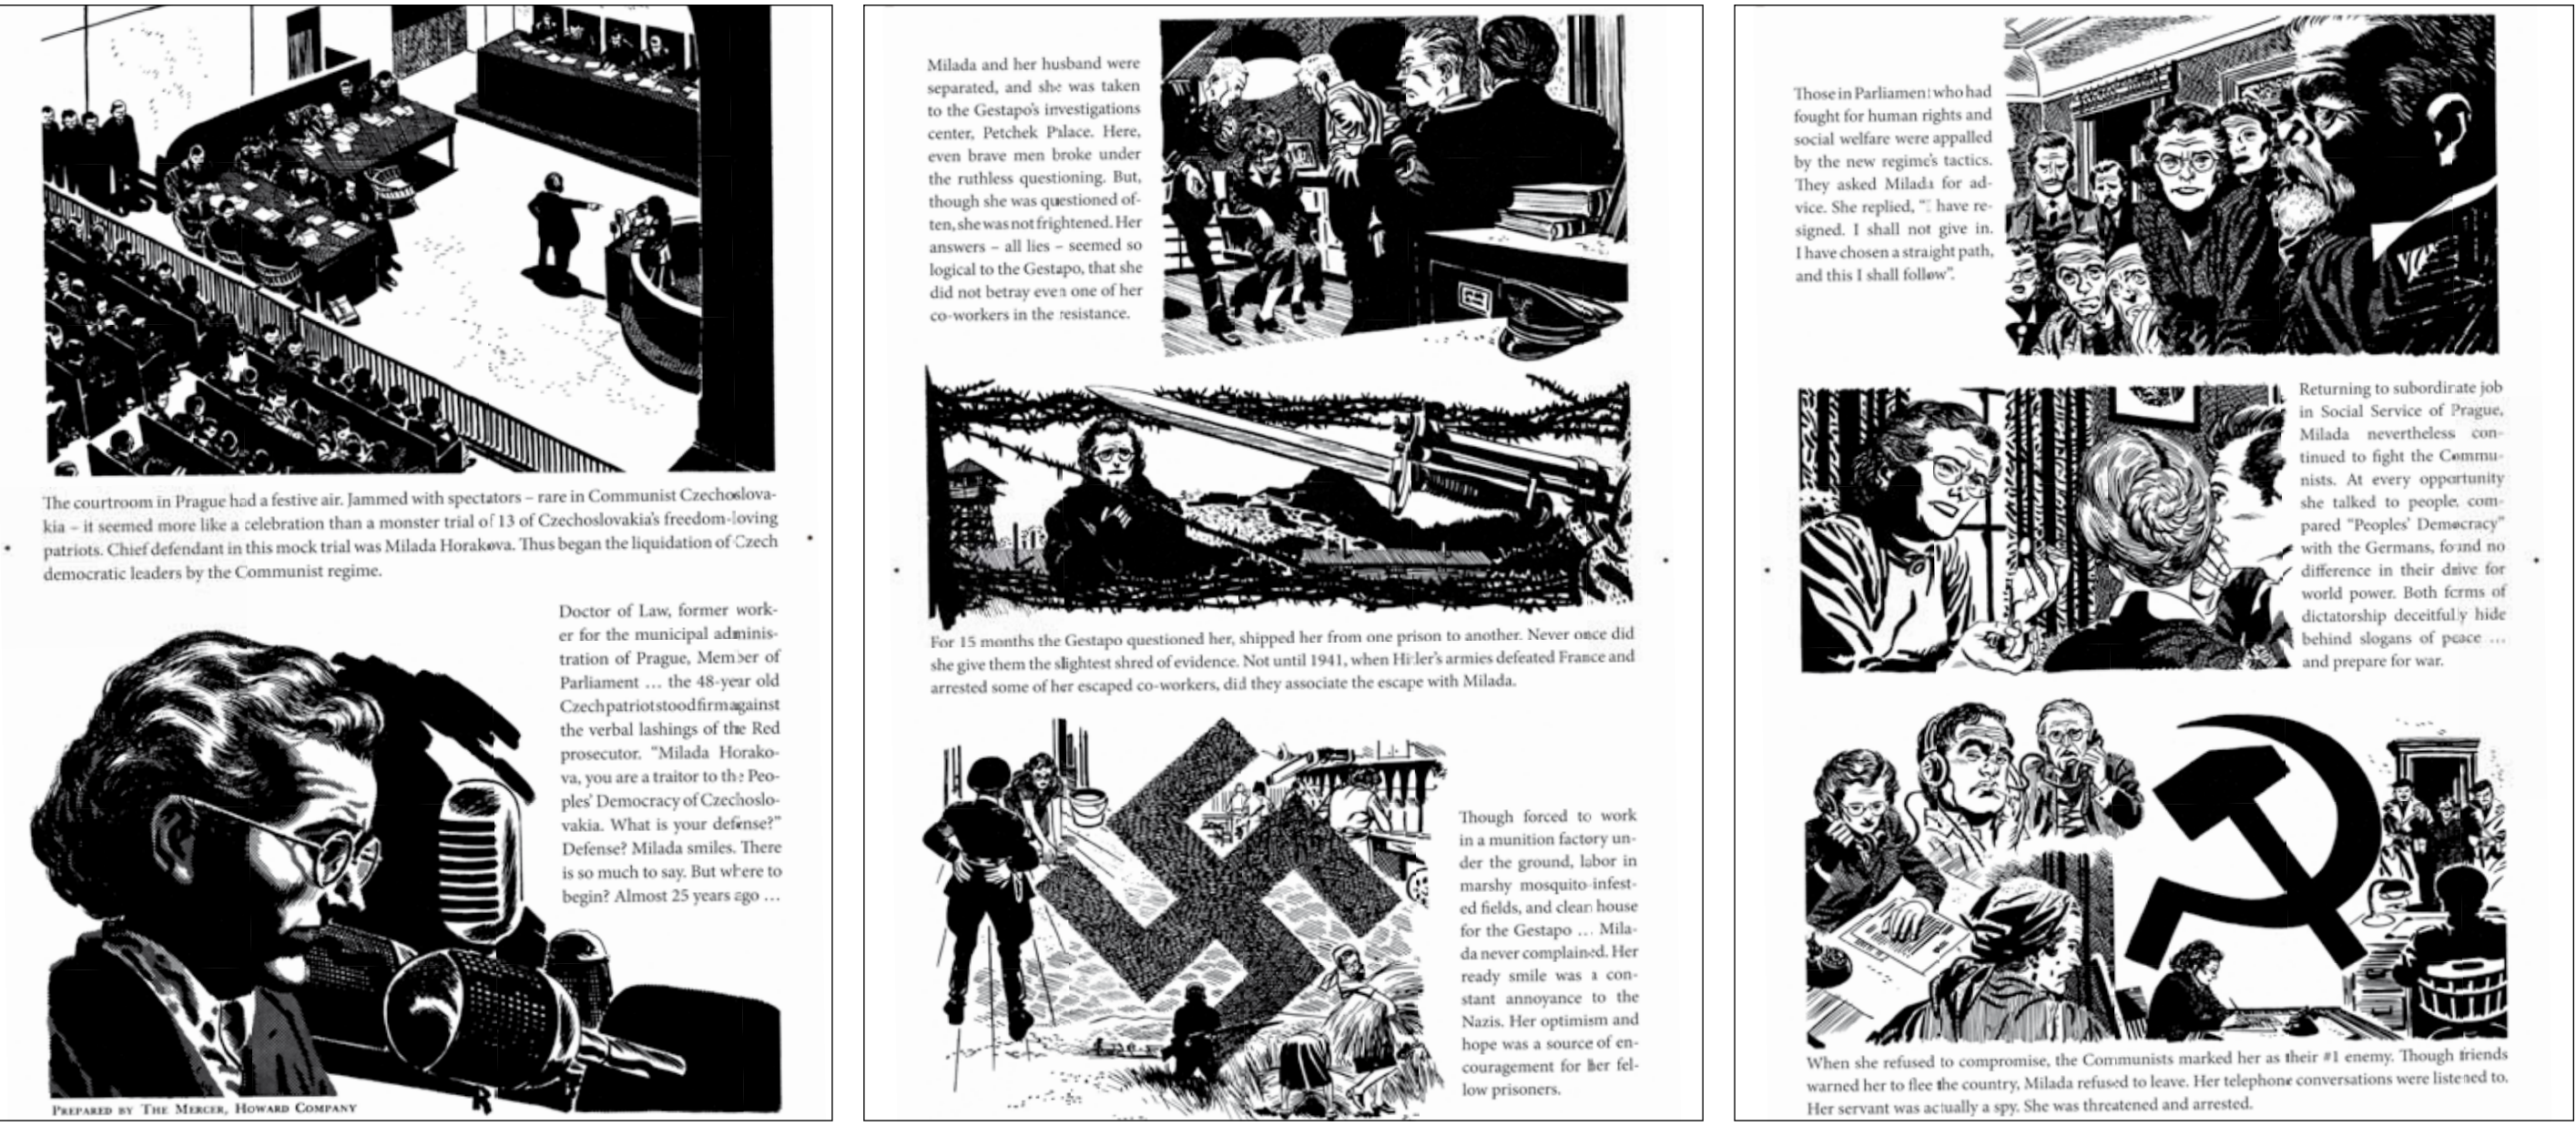 The courtroom in Prague had a festive air. Jammed with spectators – rare in Communist Czechoslova-
kia – it seemed more like a celebration than a monster trial of 13 of Czechoslovakia's freedom-loving
patriots. Chief defendant in this mock trial was Milada Horakova. Thus began the liquidation of Czech
democratic leaders by the Communist regime.
Doctor of Law, former work-
er for the municipal adminis-
tration of Prague, Member of
Parliament … the 48-year old
Czech patriot stood firm against
the verbal lashings of the Red
prosecutor. "Milada Horako-
va, you are a traitor to the Peo-
ples' Democracy of Czechoslo-
vakia. What is your defense?"
Defense? Milada smiles. There
is so much to say. But where to
begin? Almost 25 years ago …
PREPARED BY THE MERCER, HOWARD COMPANY
R
Milada and her husband were
separated, and she was taken
to the Gestapo's investigations
center, Petchek Palace. Here,
even brave men broke under
the ruthless questioning. But,
though she was questioned of-
ten, she was not frightened. Her
answers – all lies – seemed so
logical to the Gestapo, that she
did not betray even one of her
co-workers in the resistance.
For 15 months the Gestapo questioned her, shipped her from one prison to another. Never once did
she give them the slightest shred of evidence. Not until 1941, when Hitler's armies defeated France and
arrested some of her escaped co-workers, did they associate the escape with Milada.
Though forced to work
in a munition factory un-
der the ground, labor in
marshy mosquito-infest-
ed fields, and clean house
for the Gestapo … Mila-
da never complained. Her
ready smile was a con-
stant annoyance to the
Nazis. Her optimism and
hope was a source of en-
couragement for her fel-
low prisoners.
Those in Parliament who had
fought for human rights and
social welfare were appalled
by the new regime's tactics.
They asked Milada for ad-
vice. She replied, "I have re-
signed. I shall not give in.
I have chosen a straight path,
and this I shall follow".
Returning to subordinate job
in Social Service of Prague,
Milada nevertheless con-
tinued to fight the Commu-
nists. At every opportunity
she talked to people, com-
pared "Peoples' Democracy"
with the Germans, found no
difference in their drive for
world power. Both forms of
dictatorship deceitfully hide
behind slogans of peace …
and prepare for war.
When she refused to compromise, the Communists marked her as their #1 enemy. Though friends
warned her to flee the country, Milada refused to leave. Her telephone conversations were listened to.
Her servant was actually a spy. She was threatened and arrested.